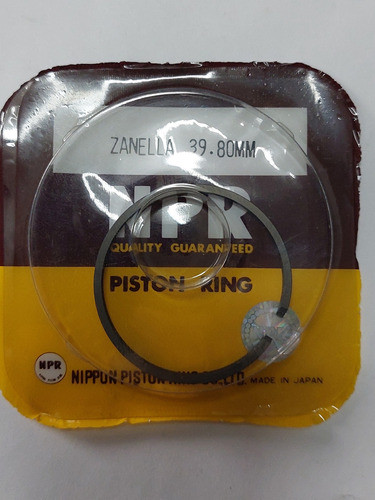 ZANELLA 39.80MM
NPR
QUALITY GUARANTEED
PISTON RING
NPR
NIPPON PISTON RING CO., LTD. MADE IN JAPAN